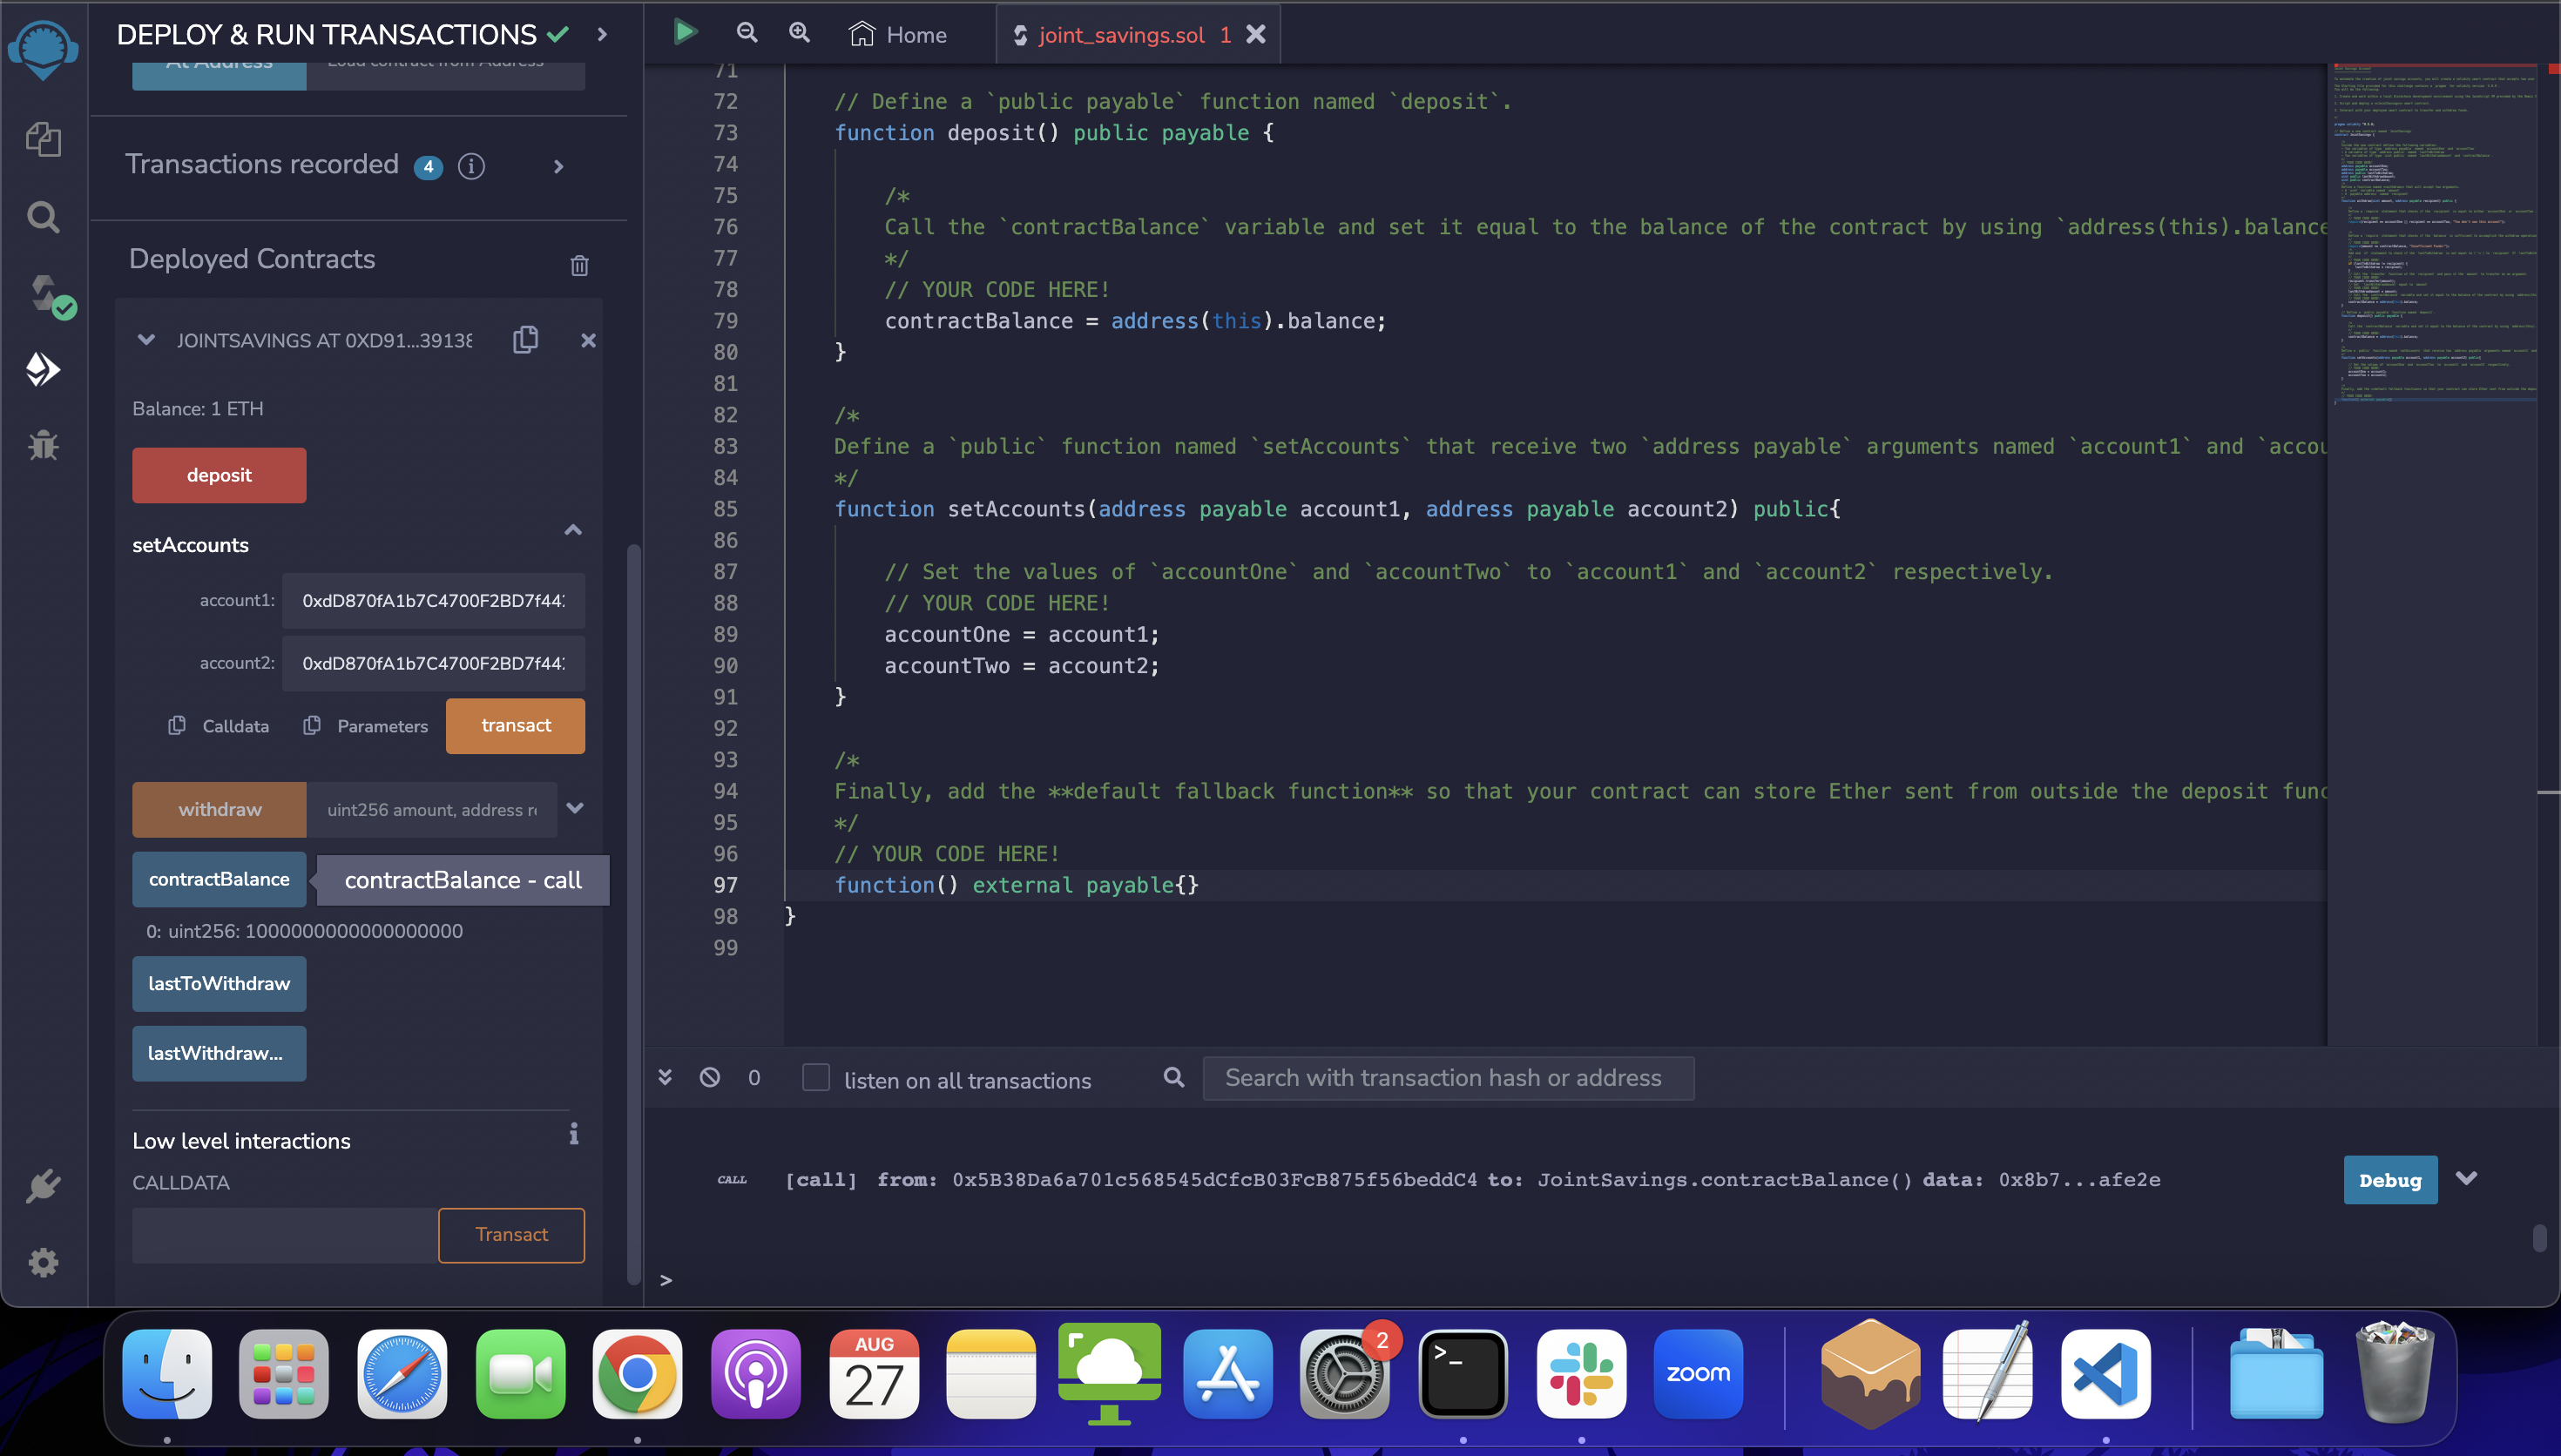 DEPLOY & RUN TRANSACTIONS
At Address
Load contract from Address
Transactions recorded 4
Deployed Contracts
JOINTSAVINGS AT 0XD91...39138
Balance: 1 ETH
deposit
setAccounts
account1: 0xdD870fA1b7C4700F2BD7f44
account2: 0xdD870fA1b7C4700F2BD7f44
Calldata
Parameters
transact
withdraw
uint256 amount, address re
contractBalance
contractBalance - call
0: uint256: 1000000000000000000
lastToWithdraw
lastWithdraw...
Low level interactions
CALLDATA
Transact
Home
joint_savings.sol 1
71
72 // Define a `public payable` function named `deposit`.
73 function deposit() public payable {
74
75 /*
76 Call the `contractBalance` variable and set it equal to the balance of the contract by using `address(this).balance
77 */
78 // YOUR CODE HERE!
79 contractBalance = address(this).balance;
80 }
81
82 /*
83 Define a `public` function named `setAccounts` that receive two `address payable` arguments named `account1` and `accou
84 */
85 function setAccounts(address payable account1, address payable account2) public{
86
87 // Set the values of `accountOne` and `accountTwo` to `account1` and `account2` respectively.
88 // YOUR CODE HERE!
89 accountOne = account1;
90 accountTwo = account2;
91 }
92
93 /*
94 Finally, add the **default fallback function** so that your contract can store Ether sent from outside the deposit func
95 */
96 // YOUR CODE HERE!
97 function() external payable{}
98 }
99
0
listen on all transactions
Search with transaction hash or address
CALL [call] from: 0x5B38Da6a701c568545dCfcB03FcB875f56beddC4 to: JointSavings.contractBalance() data: 0x8b7...afe2e
Debug
>
AUG
27
2
>_
zoom